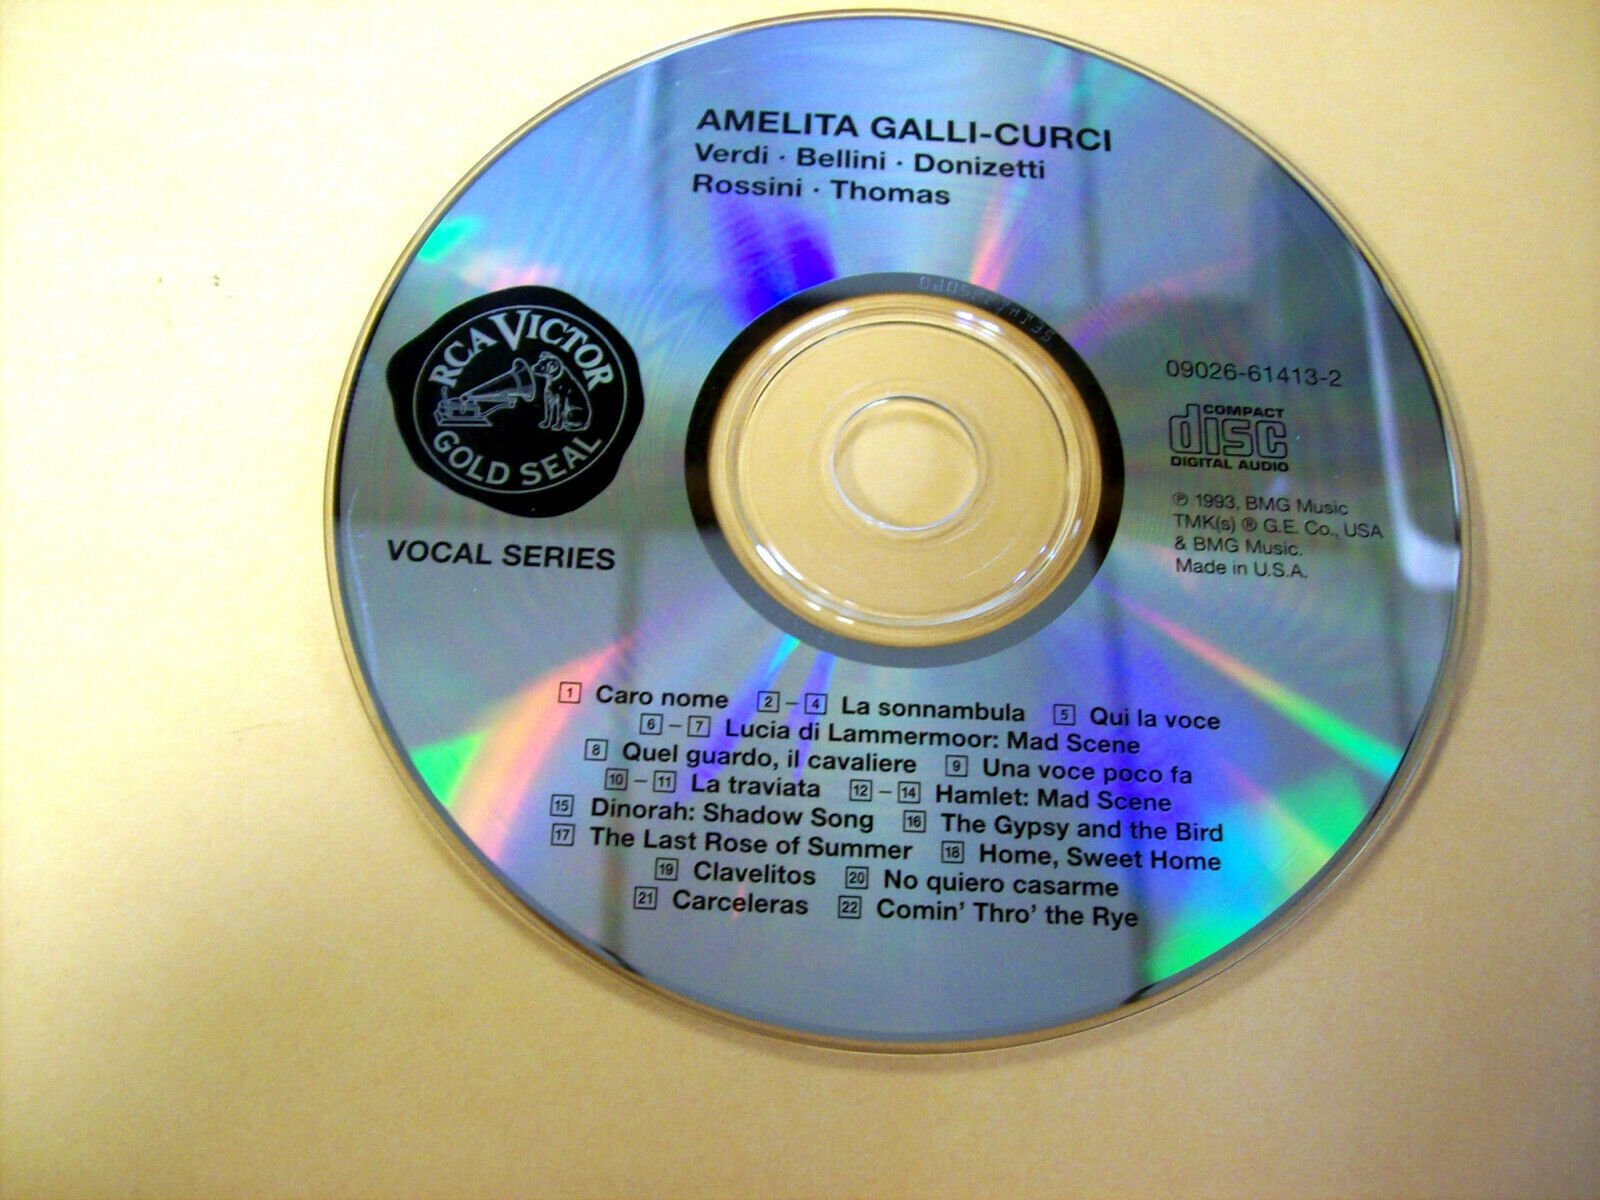 AMELITA GALLI-CURCI
Verdi · Bellini · Donizetti
Rossini · Thomas
RCA VICTOR
GOLD SEAL
VOCAL SERIES
09026-61413-2
COMPACT
disc
DIGITAL AUDIO
℗ 1993, BMG Music
TMK(s) ® G.E. Co., USA
& BMG Music.
Made in U.S.A.
1 Caro nome 2 – 4 La sonnambula 5 Qui la voce
6 – 7 Lucia di Lammermoor: Mad Scene
8 Quel guardo, il cavaliere 9 Una voce poco fa
10 – 11 La traviata 12 – 14 Hamlet: Mad Scene
15 Dinorah: Shadow Song 16 The Gypsy and the Bird
17 The Last Rose of Summer 18 Home, Sweet Home
19 Clavelitos 20 No quiero casarme
21 Carceleras 22 Comin' Thro' the Rye